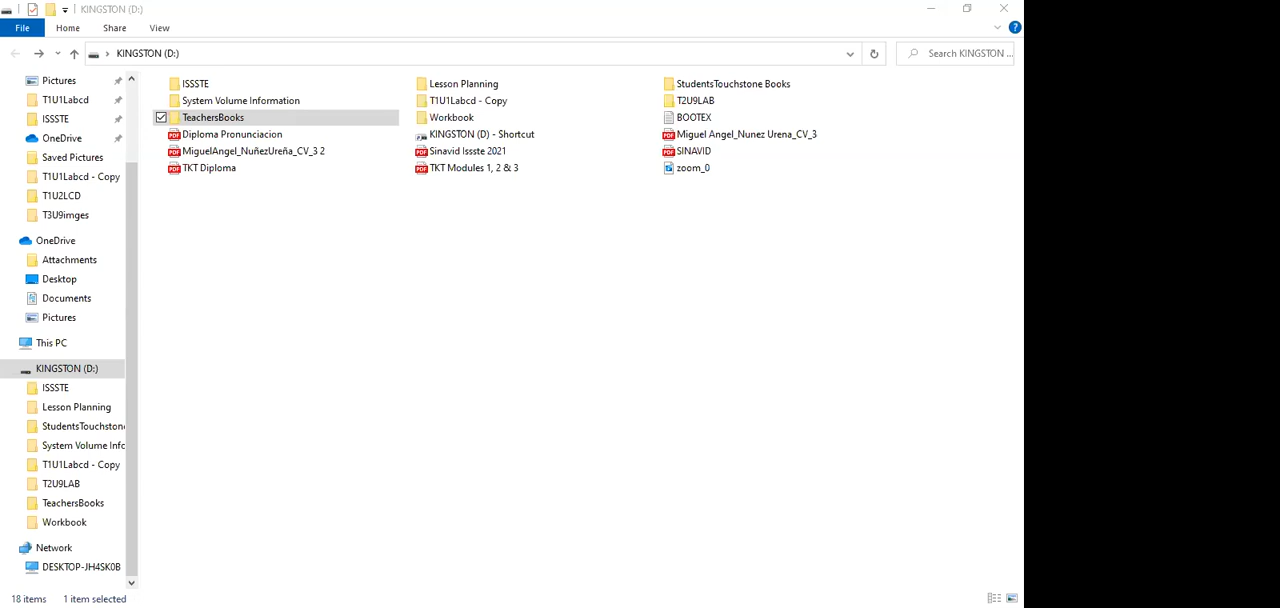 KINGSTON (D:)
File Home Share View
KINGSTON (D:)
Search KINGSTON ...
Pictures
T1U1Labcd
ISSSTE
OneDrive
Saved Pictures
T1U1Labcd - Copy
T1U2LCD
T3U9imges
OneDrive
Attachments
Desktop
Documents
Pictures
This PC
KINGSTON (D:)
ISSSTE
Lesson Planning
StudentsTouchstone
System Volume Info
T1U1Labcd - Copy
T2U9LAB
TeachersBooks
Workbook
Network
DESKTOP-JH4SK0B
ISSSTE Lesson Planning StudentsTouchstone Books
System Volume Information T1U1Labcd - Copy T2U9LAB
TeachersBooks Workbook BOOTEX
Diploma Pronunciacion KINGSTON (D) - Shortcut Miguel Angel_Nunez Urena_CV_3
MiguelAngel_NuñezUreña_CV_3 2 Sinavid Issste 2021 SINAVID
TKT Diploma TKT Modules 1, 2 & 3 zoom_0
18 items 1 item selected